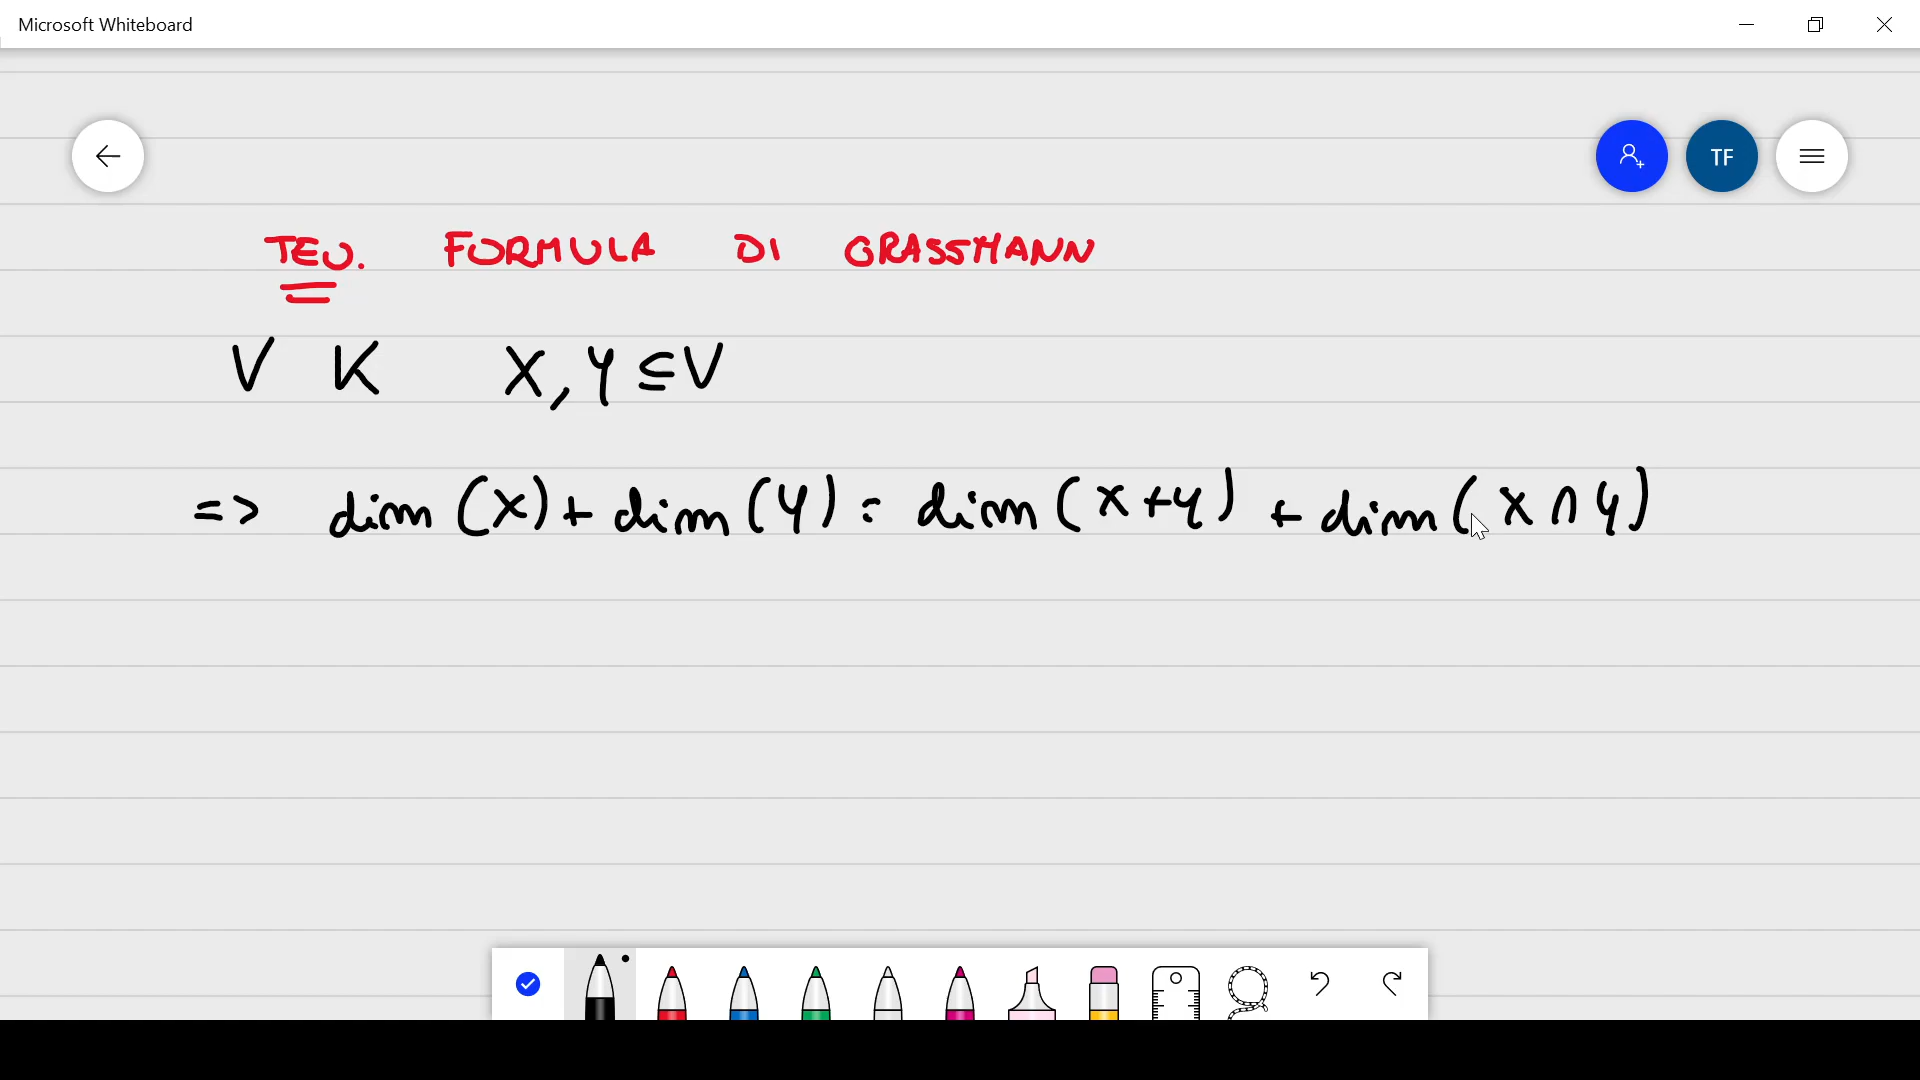 Microsoft Whiteboard
TF
TEO. FORMULA DI GRASSMANN
V K X, Y ⊆ V
=> dim (X) + dim (Y) = dim (X + Y) + dim (X ∩ Y)